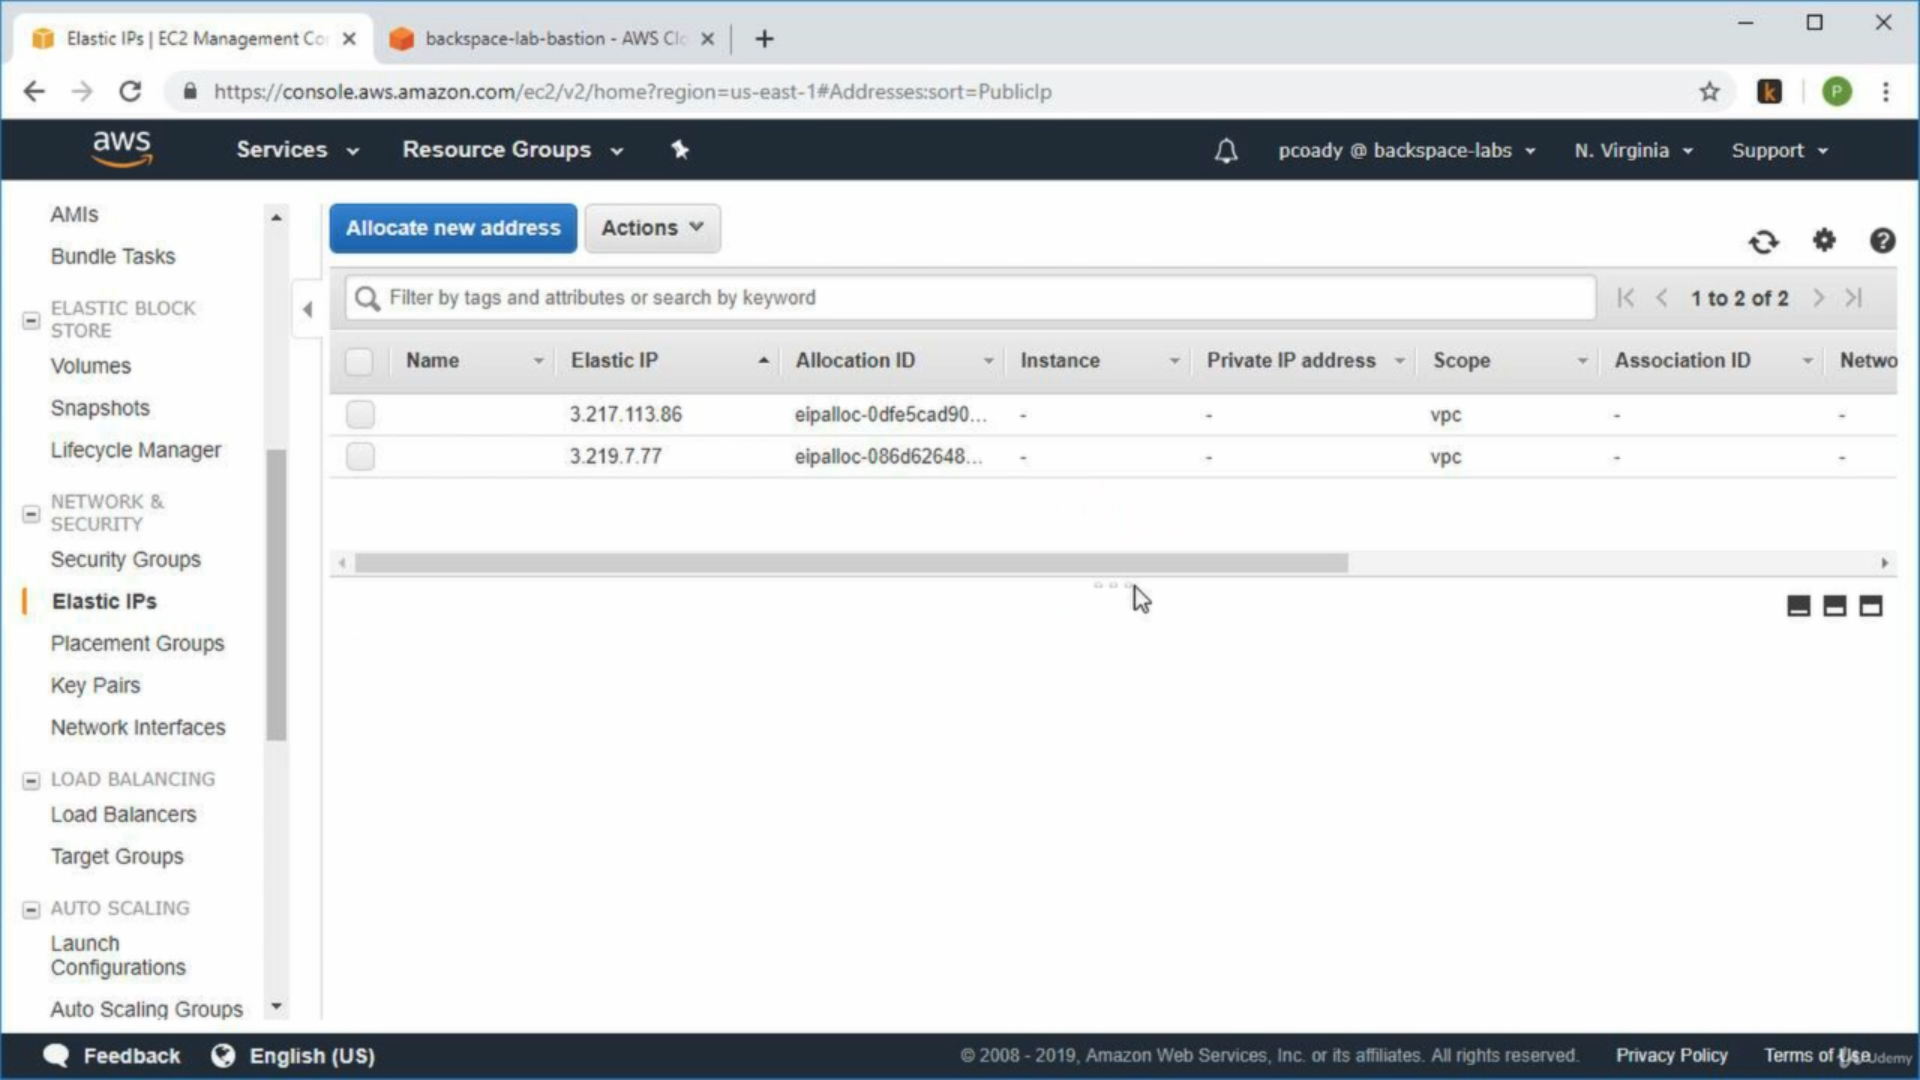 Elastic IPs | EC2 Management Co
backspace-lab-bastion - AWS Clo
https://console.aws.amazon.com/ec2/v2/home?region=us-east-1#Addresses:sort=PublicIp
k
P
aws
Services
Resource Groups
pcoady @ backspace-labs
N. Virginia
Support
AMIs
Bundle Tasks
ELASTIC BLOCK
STORE
Volumes
Snapshots
Lifecycle Manager
NETWORK &
SECURITY
Security Groups
Elastic IPs
Placement Groups
Key Pairs
Network Interfaces
LOAD BALANCING
Load Balancers
Target Groups
AUTO SCALING
Launch
Configurations
Auto Scaling Groups
Allocate new address
Actions
Filter by tags and attributes or search by keyword
1 to 2 of 2
Name Elastic IP Allocation ID Instance Private IP address Scope Association ID Netwo
3.217.113.86 eipalloc-0dfe5cad90... - - vpc - -
3.219.7.77 eipalloc-086d62648... - - vpc - -
Feedback
English (US)
© 2008 - 2019, Amazon Web Services, Inc. or its affiliates. All rights reserved.
Privacy Policy
Terms of Use
Udemy